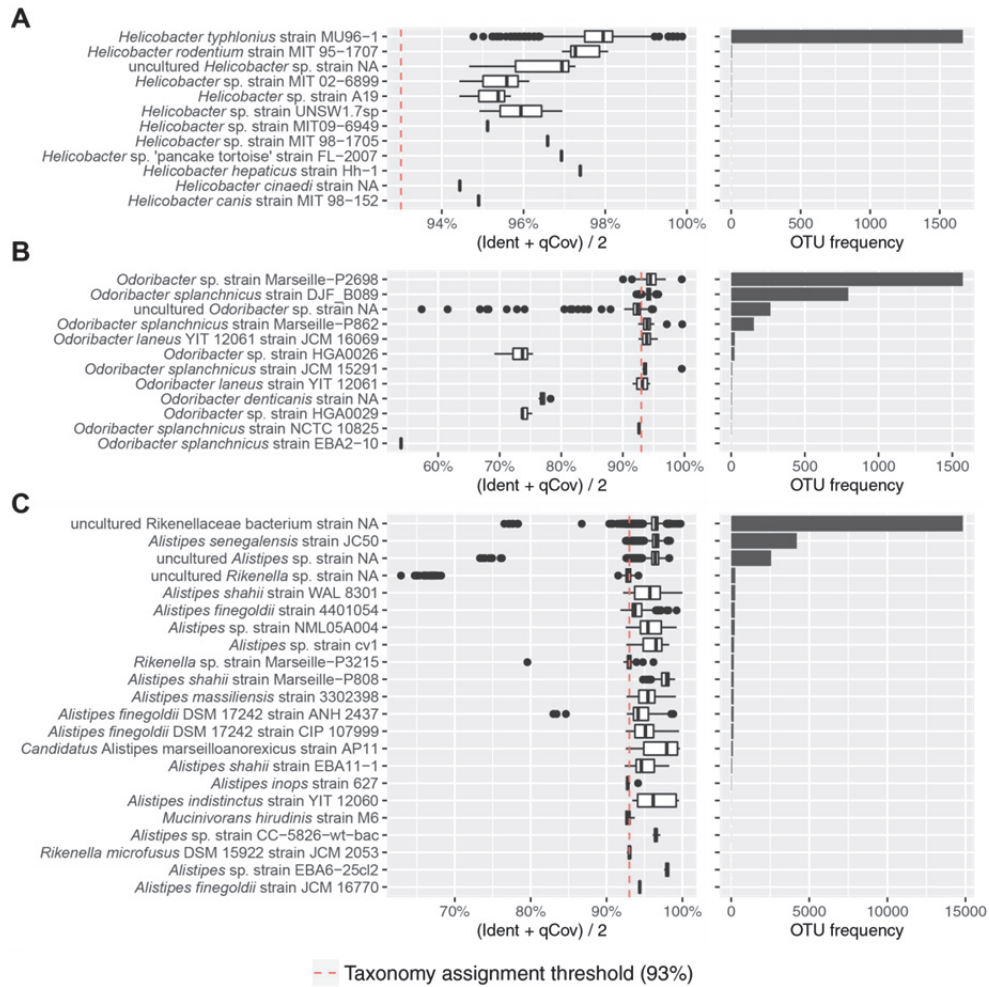 A
Helicobacter typhlonius strain MU96−1
Helicobacter rodentium strain MIT 95−1707
uncultured Helicobacter sp. strain NA
Helicobacter sp. strain MIT 02−6899
Helicobacter sp. strain A19
Helicobacter sp. strain UNSW1.7sp
Helicobacter sp. strain MIT09−6949
Helicobacter sp. strain MIT 98−1705
Helicobacter sp. 'pancake tortoise' strain FL−2007
Helicobacter hepaticus strain Hh−1
Helicobacter cinaedi strain NA
Helicobacter canis strain MIT 98−152
94% 96% 98% 100% 0 500 1000 1500
(Ident + qCov) / 2 OTU frequency
B
Odoribacter sp. strain Marseille−P2698
Odoribacter splanchnicus strain DJF_B089
uncultured Odoribacter sp. strain NA
Odoribacter splanchnicus strain Marseille−P862
Odoribacter laneus YIT 12061 strain JCM 16069
Odoribacter sp. strain HGA0026
Odoribacter splanchnicus strain JCM 15291
Odoribacter laneus strain YIT 12061
Odoribacter denticanis strain NA
Odoribacter sp. strain HGA0029
Odoribacter splanchnicus strain NCTC 10825
Odoribacter splanchnicus strain EBA2−10
60% 70% 80% 90% 100% 0 500 1000 1500
(Ident + qCov) / 2 OTU frequency
C
uncultured Rikenellaceae bacterium strain NA
Alistipes senegalensis strain JC50
uncultured Alistipes sp. strain NA
uncultured Rikenella sp. strain NA
Alistipes shahii strain WAL 8301
Alistipes finegoldii strain 4401054
Alistipes sp. strain NML05A004
Alistipes sp. strain cv1
Rikenella sp. strain Marseille−P3215
Alistipes shahii strain Marseille−P808
Alistipes massiliensis strain 3302398
Alistipes finegoldii DSM 17242 strain ANH 2437
Alistipes finegoldii DSM 17242 strain CIP 107999
Candidatus Alistipes marseilloanorexicus strain AP11
Alistipes shahii strain EBA11−1
Alistipes inops strain 627
Alistipes indistinctus strain YIT 12060
Mucinivorans hirudinis strain M6
Alistipes sp. strain CC−5826−wt−bac
Rikenella microfusus DSM 15922 strain JCM 2053
Alistipes sp. strain EBA6−25cl2
Alistipes finegoldii strain JCM 16770
70% 80% 90% 100% 0 5000 10000 15000
(Ident + qCov) / 2 OTU frequency
Taxonomy assignment threshold (93%)